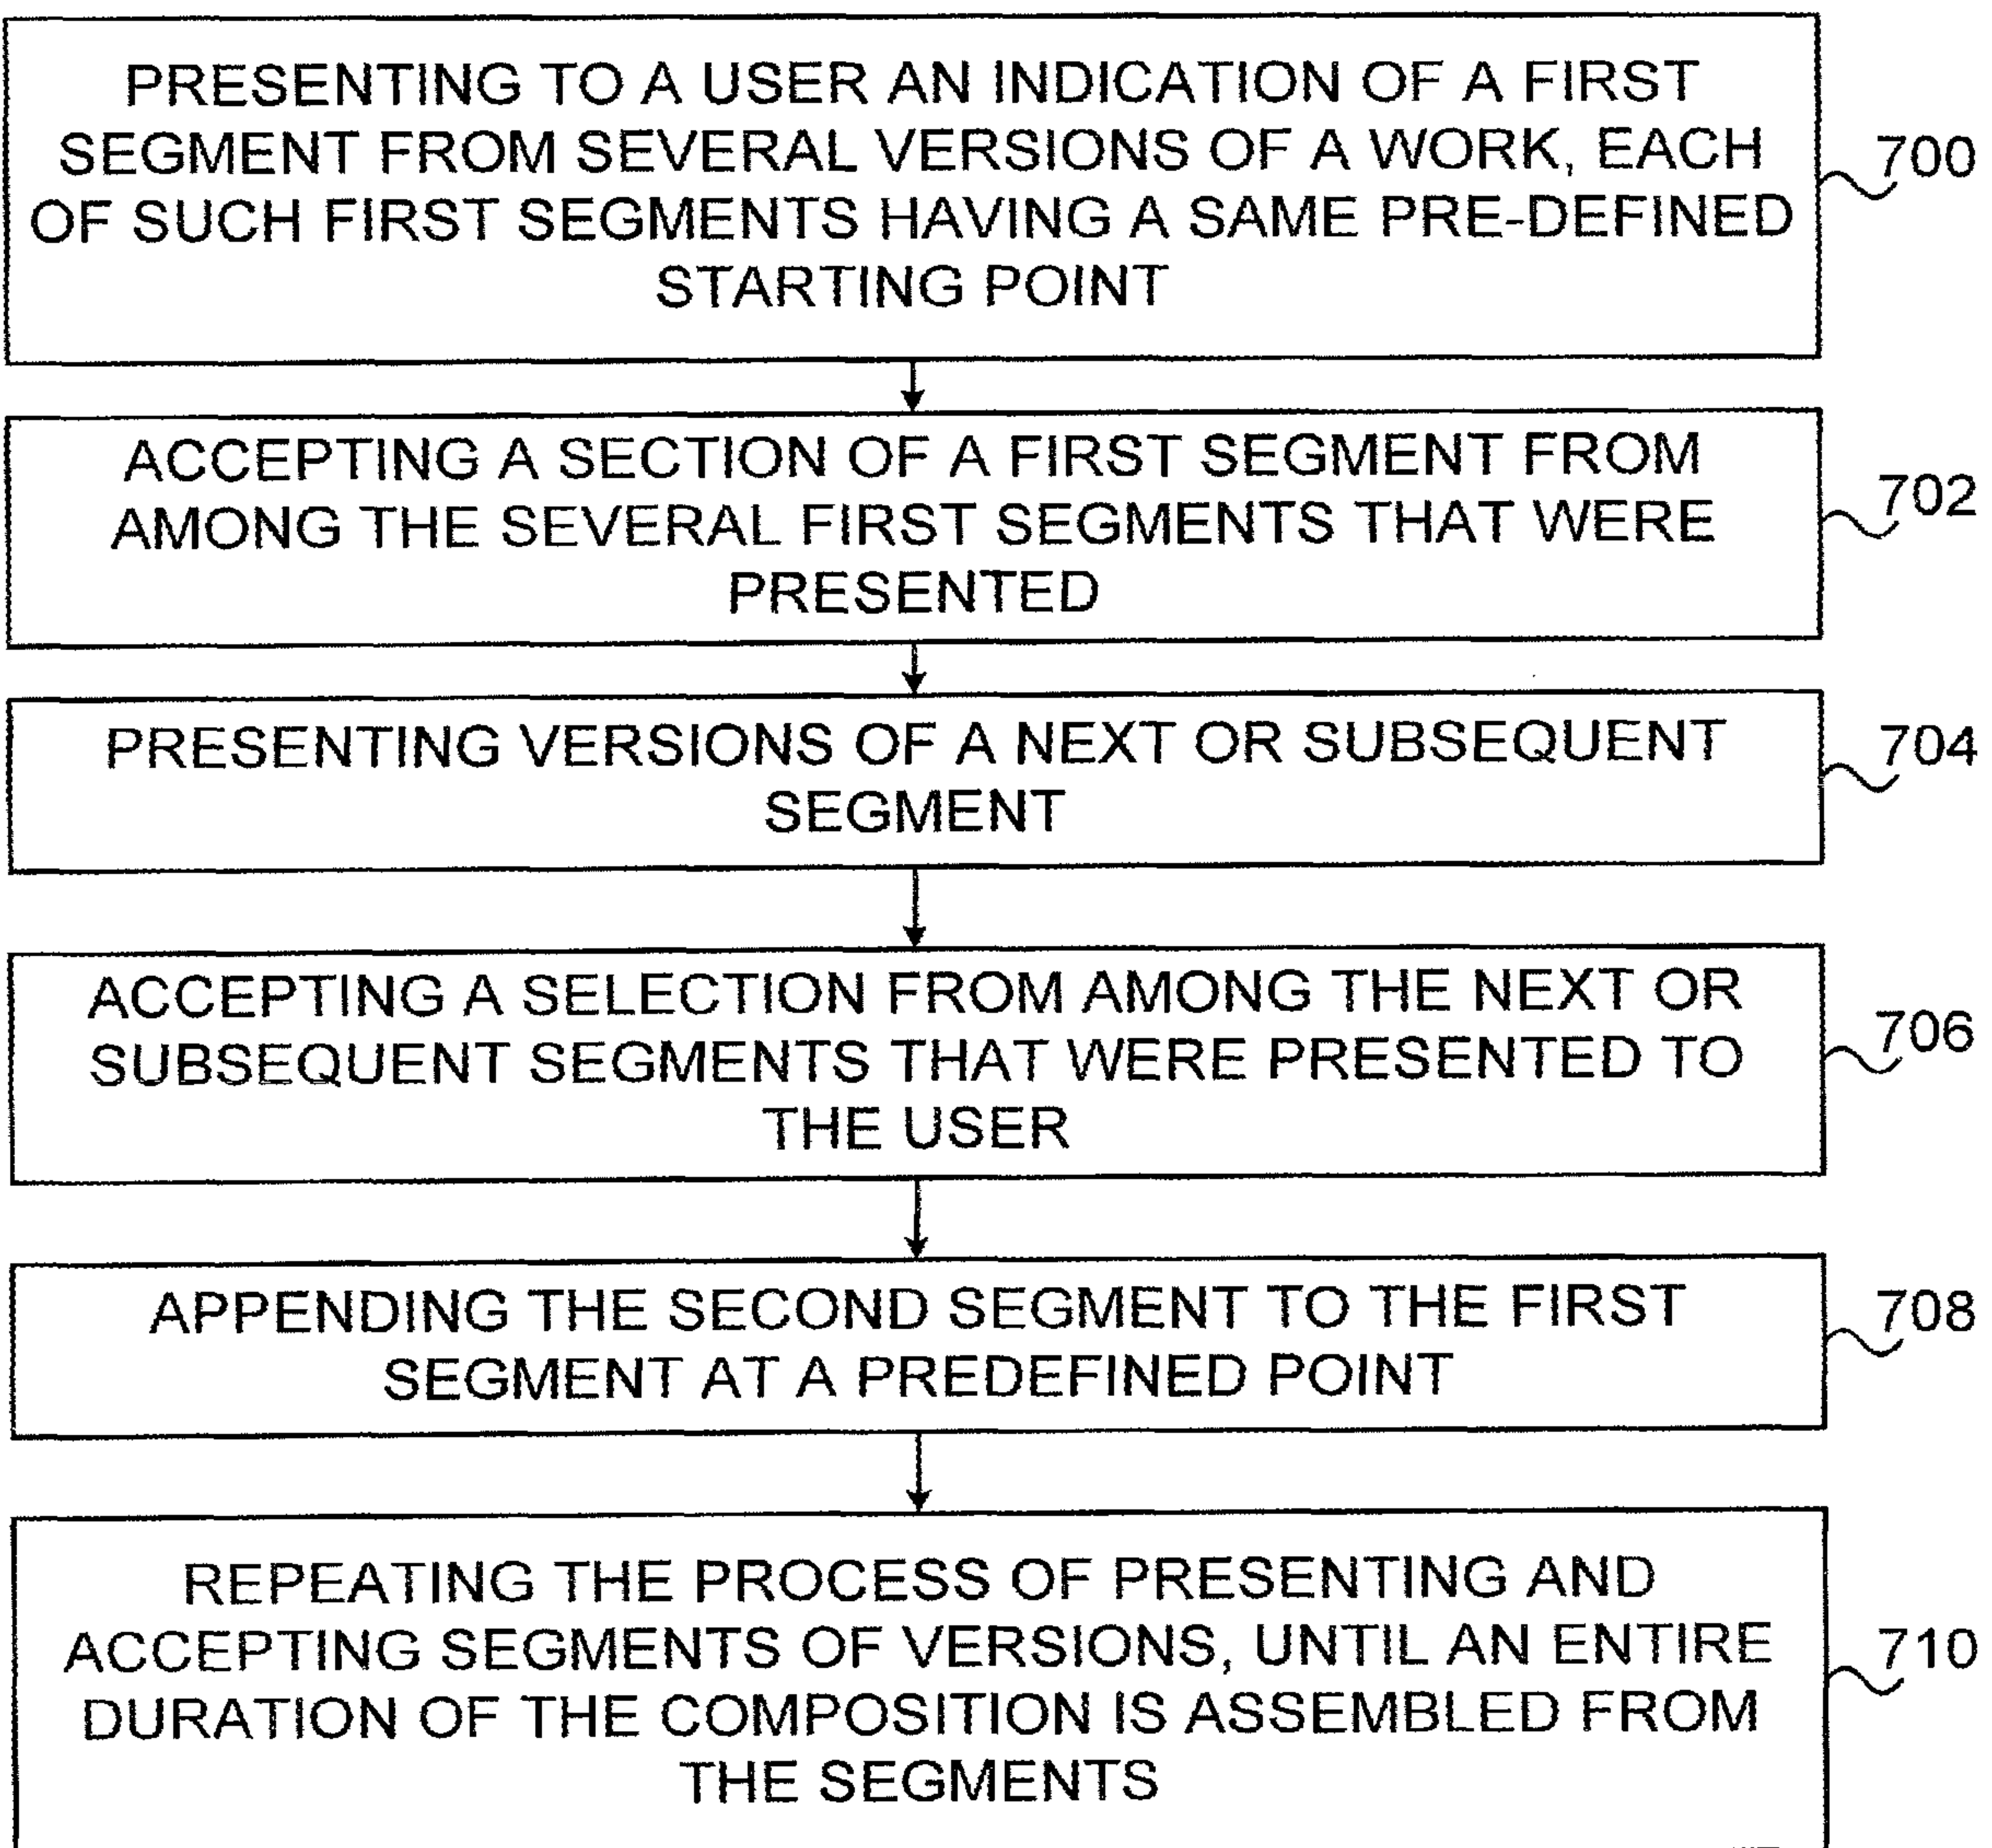 PRESENTING TO A USER AN INDICATION OF A FIRST
SEGMENT FROM SEVERAL VERSIONS OF A WORK, EACH
OF SUCH FIRST SEGMENTS HAVING A SAME PRE-DEFINED
STARTING POINT
700
ACCEPTING A SECTION OF A FIRST SEGMENT FROM
AMONG THE SEVERAL FIRST SEGMENTS THAT WERE
PRESENTED
702
PRESENTING VERSIONS OF A NEXT OR SUBSEQUENT
SEGMENT
704
ACCEPTING A SELECTION FROM AMONG THE NEXT OR
SUBSEQUENT SEGMENTS THAT WERE PRESENTED TO
THE USER
706
APPENDING THE SECOND SEGMENT TO THE FIRST
SEGMENT AT A PREDEFINED POINT
708
REPEATING THE PROCESS OF PRESENTING AND
ACCEPTING SEGMENTS OF VERSIONS, UNTIL AN ENTIRE
DURATION OF THE COMPOSITION IS ASSEMBLED FROM
THE SEGMENTS
710